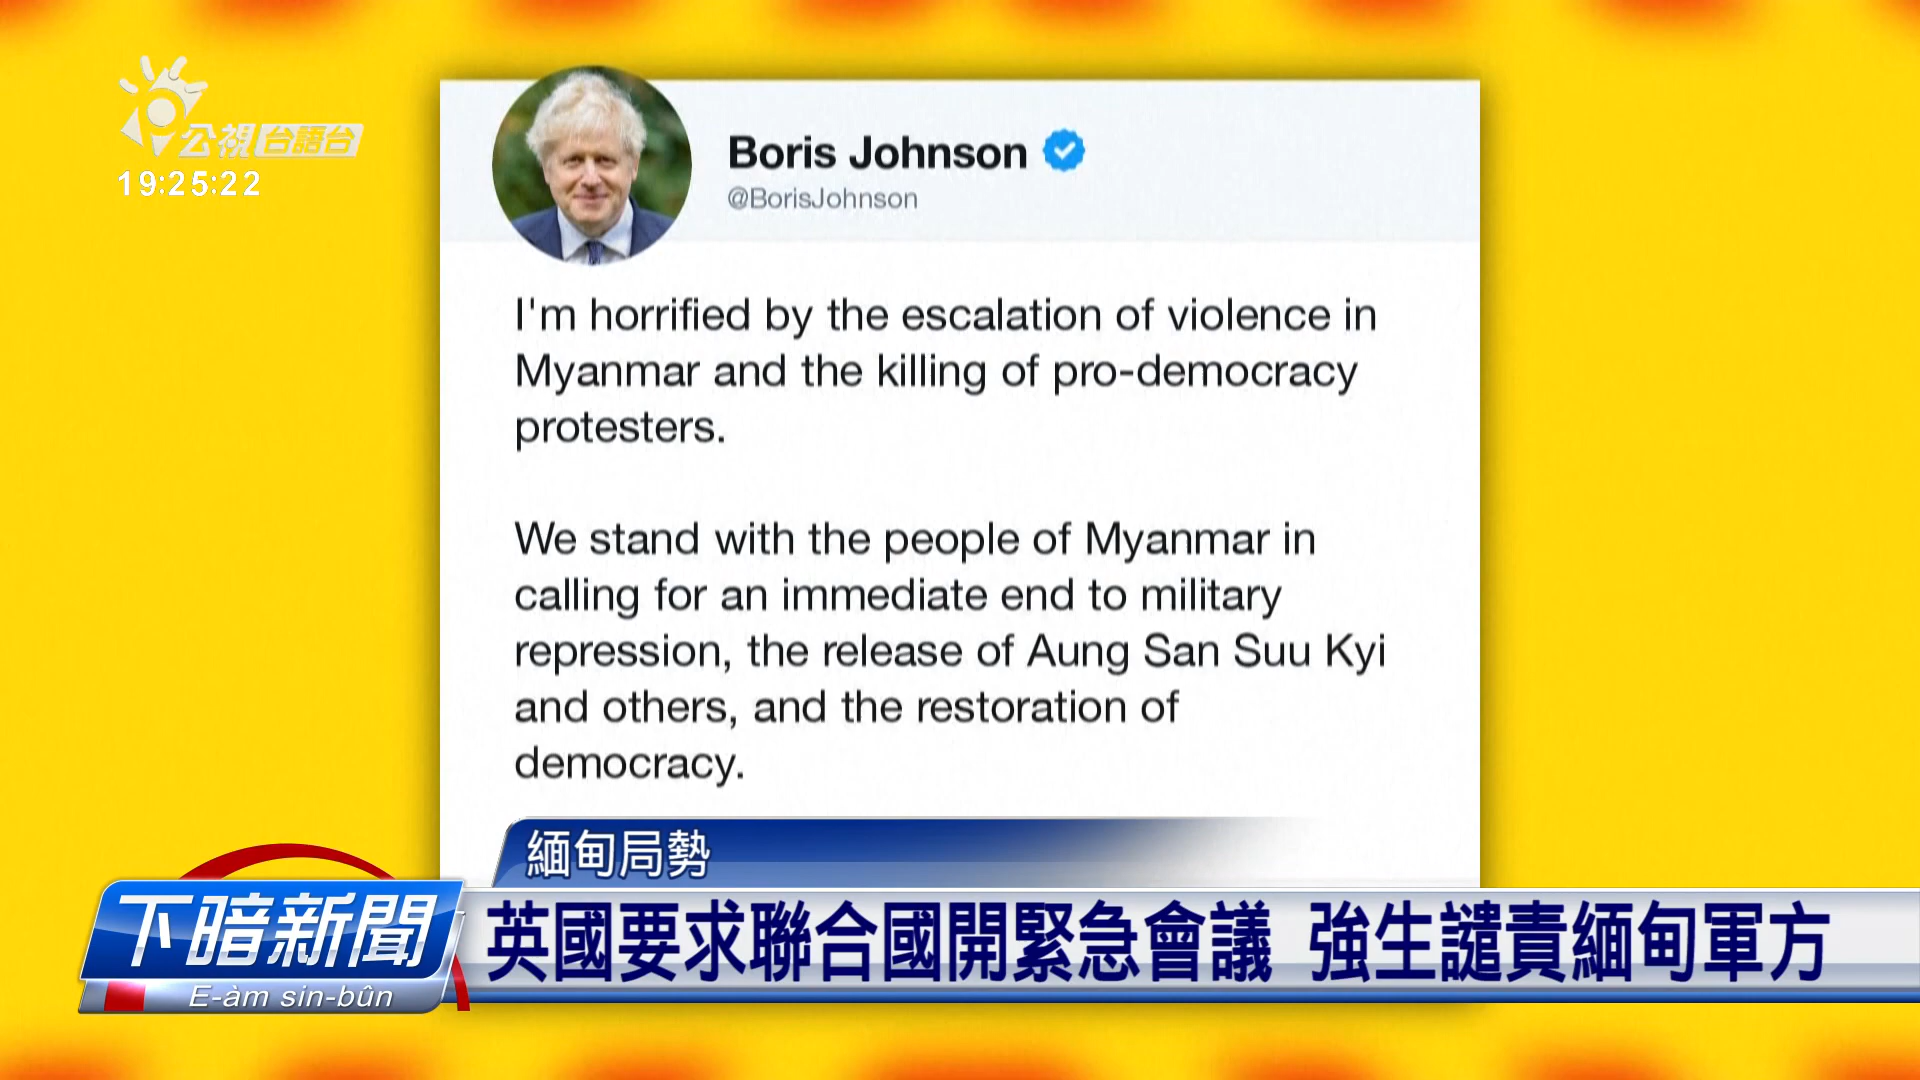 公視台語台
19:25:22
Boris Johnson
@BorisJohnson
I'm horrified by the escalation of violence in
Myanmar and the killing of pro-democracy
protesters.
We stand with the people of Myanmar in
calling for an immediate end to military
repression, the release of Aung San Suu Kyi
and others, and the restoration of
democracy.
緬甸局勢
下暗新聞
E-àm sin-bûn
英國要求聯合國開緊急會議 強生譴責緬甸軍方